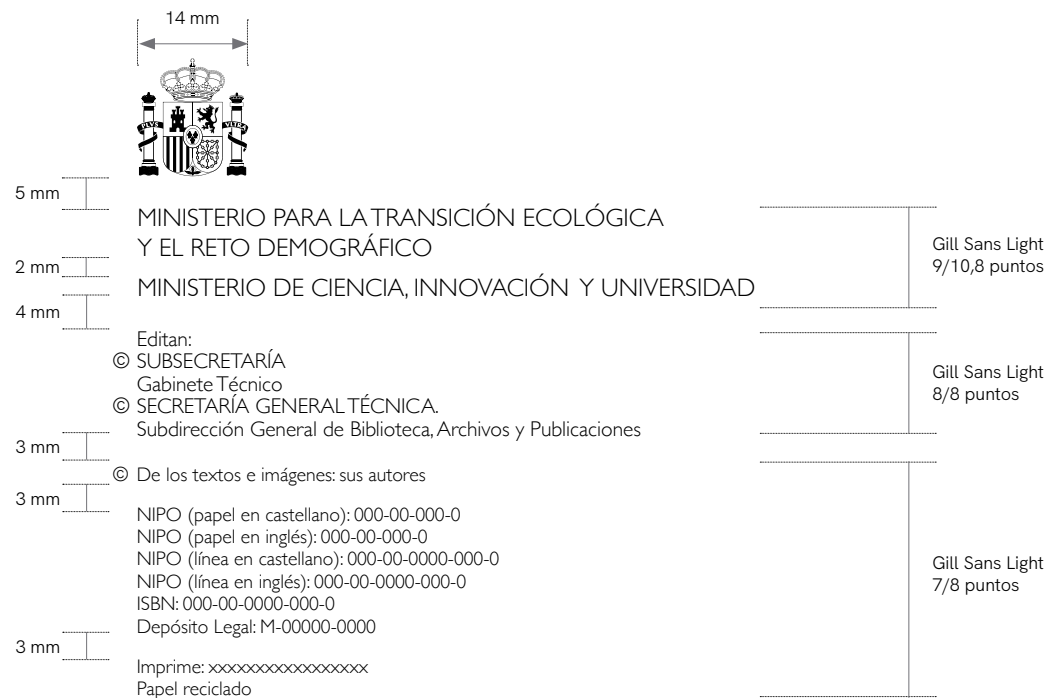 14 mm
PLVS VLTRA
5 mm
MINISTERIO PARA LA TRANSICIÓN ECOLÓGICA
Y EL RETO DEMOGRÁFICO
Gill Sans Light
9/10,8 puntos
2 mm
MINISTERIO DE CIENCIA, INNOVACIÓN Y UNIVERSIDAD
4 mm
Editan:
© SUBSECRETARÍA
Gabinete Técnico
© SECRETARÍA GENERAL TÉCNICA.
Subdirección General de Biblioteca, Archivos y Publicaciones
Gill Sans Light
8/8 puntos
3 mm
© De los textos e imágenes: sus autores
3 mm
NIPO (papel en castellano): 000-00-000-0
NIPO (papel en inglés): 000-00-000-0
NIPO (línea en castellano): 000-00-0000-000-0
NIPO (línea en inglés): 000-00-0000-000-0
ISBN: 000-00-0000-000-0
Depósito Legal: M-00000-0000
Gill Sans Light
7/8 puntos
3 mm
Imprime: xxxxxxxxxxxxxxxxx
Papel reciclado